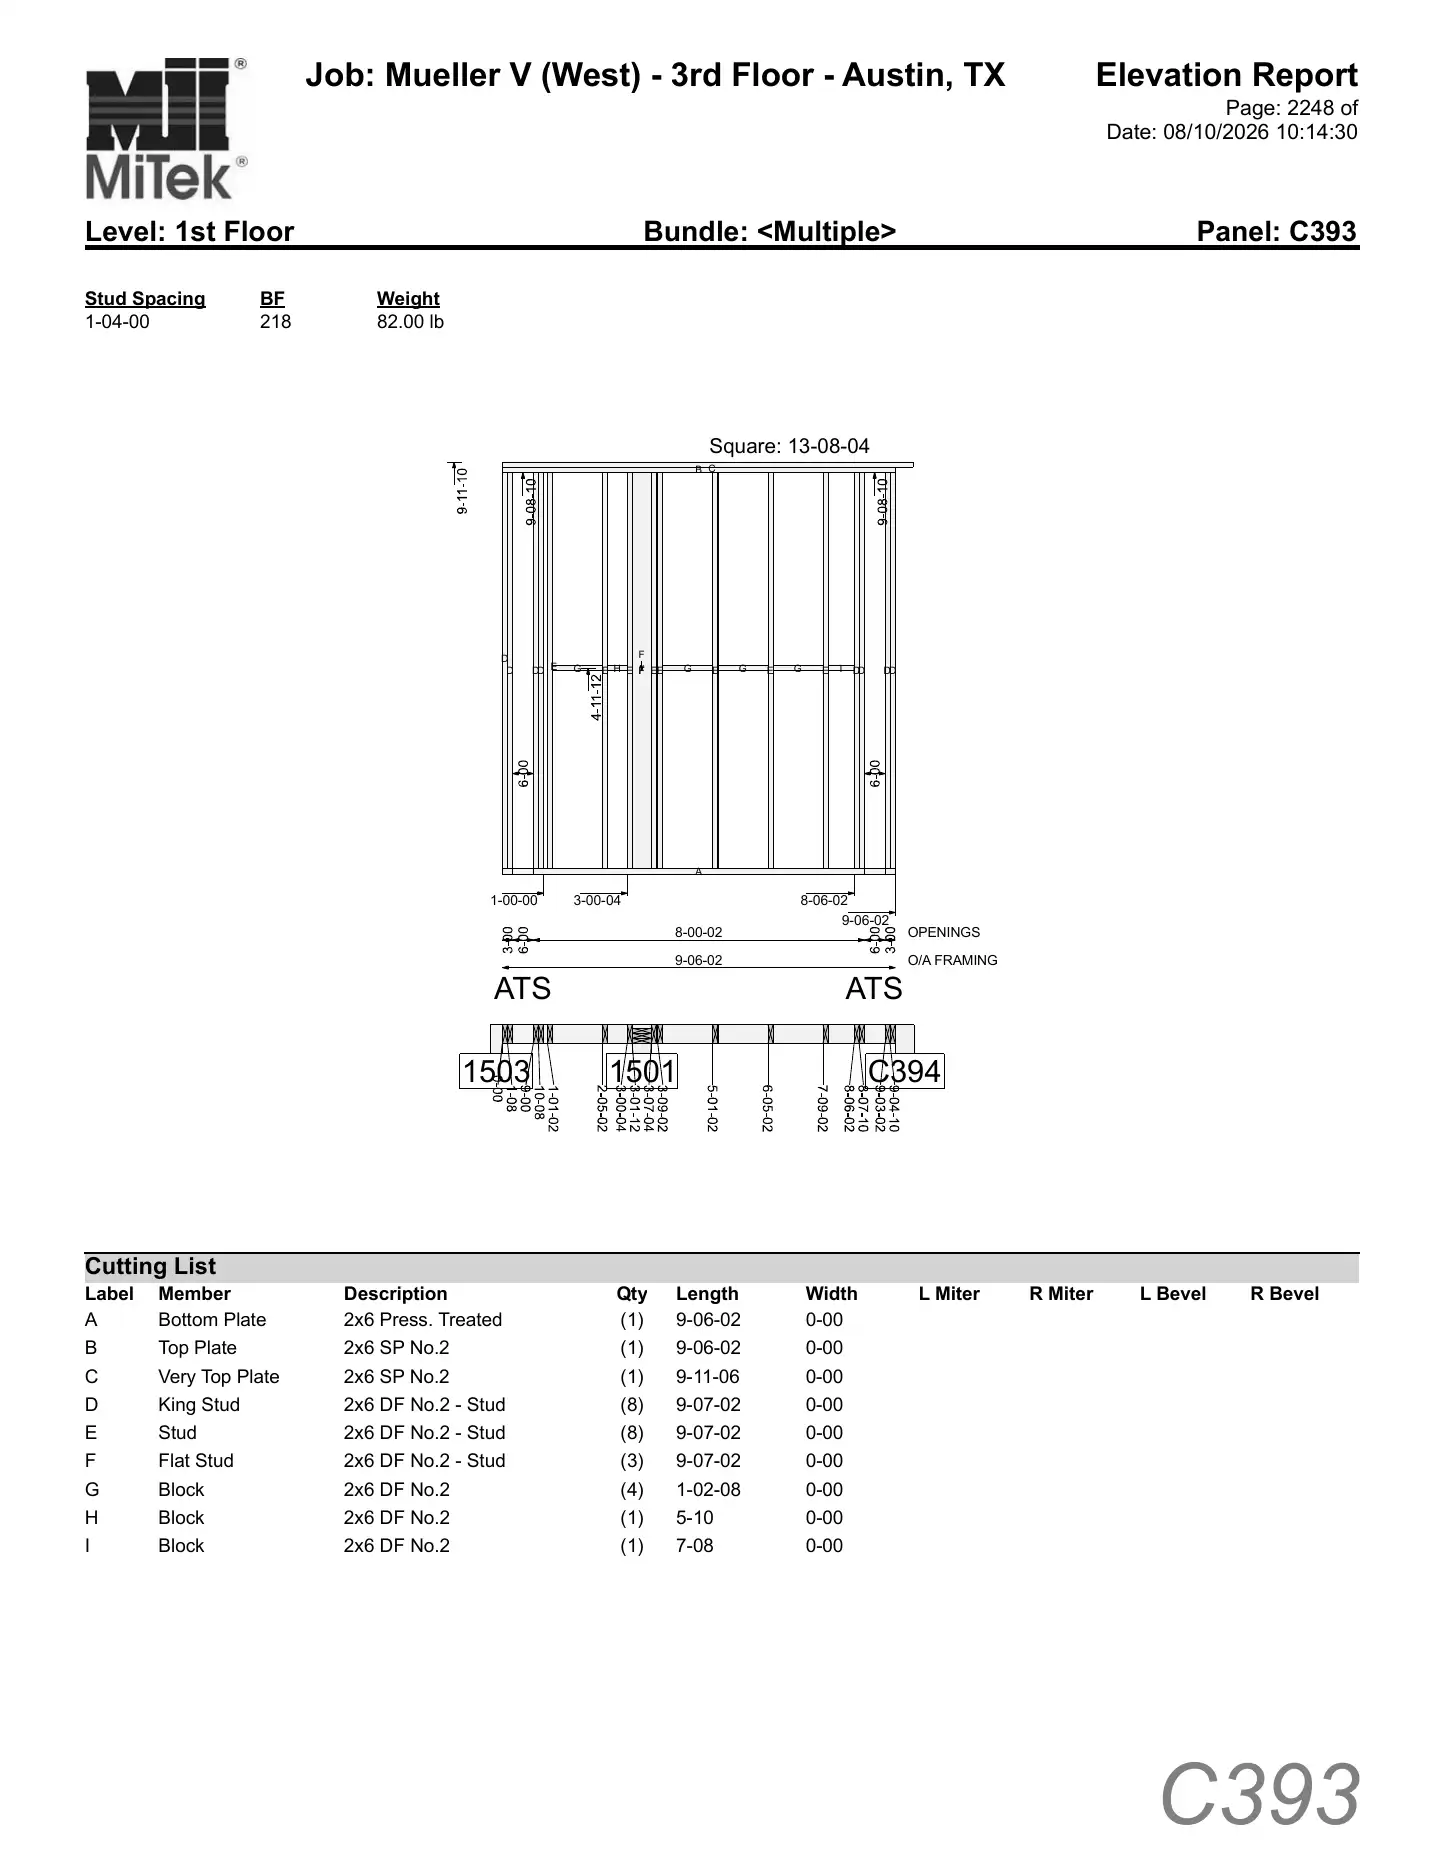 Job: Mueller V (West) - 3rd Floor - Austin, TX
Elevation Report
Page: 2248 of
Date: 08/10/2026 10:14:30
MiTek®
Level: 1st Floor
Bundle: <Multiple>
Panel: C393
Stud Spacing BF Weight
1-04-00 218 82.00 lb
Square: 13-08-04
B C
9-11-10
9-08-10
9-08-10
F
G H G G G I
4-11-12
6-00
6-00
A
1-00-00 3-00-04 8-06-02
9-06-02
3-00 6-00 8-00-02 6-00 3-00 OPENINGS
9-06-02 O/A FRAMING
ATS ATS
1503 1501 C394
1-08 9-00 10-08 1-01-02 2-05-02 3-00-04 3-01-12 3-07-04 3-09-02 5-01-02 6-05-02 7-09-02 8-06-02 8-07-10 9-03-02 9-04-10
Cutting List
Label Member Description Qty Length Width L Miter R Miter L Bevel R Bevel
A Bottom Plate 2x6 Press. Treated (1) 9-06-02 0-00
B Top Plate 2x6 SP No.2 (1) 9-06-02 0-00
C Very Top Plate 2x6 SP No.2 (1) 9-11-06 0-00
D King Stud 2x6 DF No.2 - Stud (8) 9-07-02 0-00
E Stud 2x6 DF No.2 - Stud (8) 9-07-02 0-00
F Flat Stud 2x6 DF No.2 - Stud (3) 9-07-02 0-00
G Block 2x6 DF No.2 (4) 1-02-08 0-00
H Block 2x6 DF No.2 (1) 5-10 0-00
I Block 2x6 DF No.2 (1) 7-08 0-00
C393